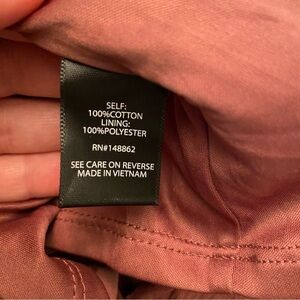 SELF:
100%COTTON
LINING:
100%POLYESTER
RN#148862
SEE CARE ON REVERSE
MADE IN VIETNAM